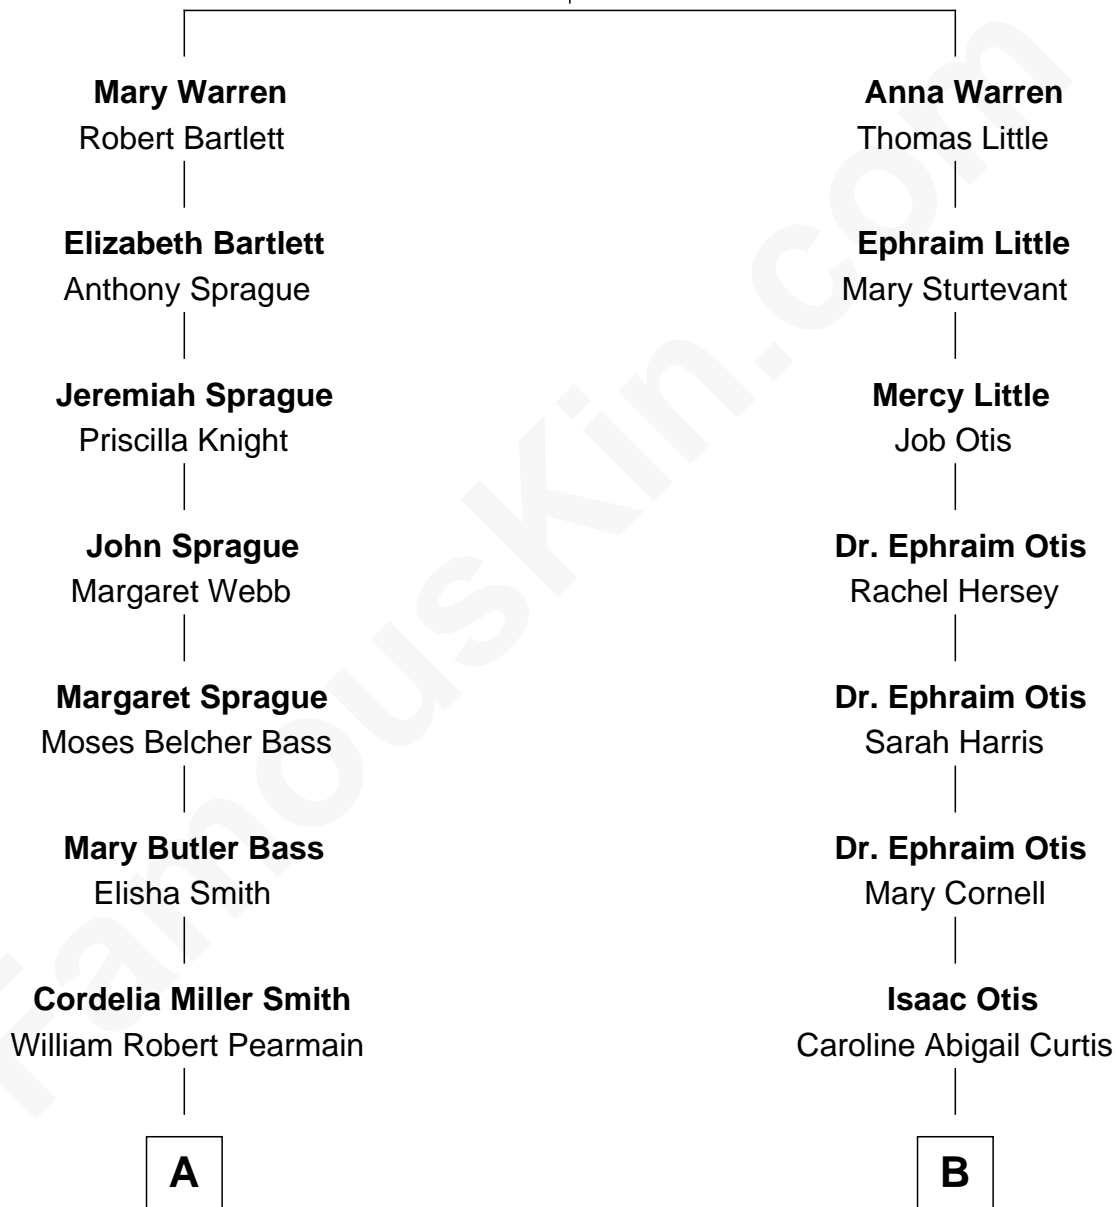 Mary Warren
Robert Bartlett
Elizabeth Bartlett
Anthony Sprague
Jeremiah Sprague
Priscilla Knight
John Sprague
Margaret Webb
Margaret Sprague
Moses Belcher Bass
Mary Butler Bass
Elisha Smith
Cordelia Miller Smith
William Robert Pearmain
A
Anna Warren
Thomas Little
Ephraim Little
Mary Sturtevant
Mercy Little
Job Otis
Dr. Ephraim Otis
Rachel Hersey
Dr. Ephraim Otis
Sarah Harris
Dr. Ephraim Otis
Mary Cornell
Isaac Otis
Caroline Abigail Curtis
B
FamousKin.com